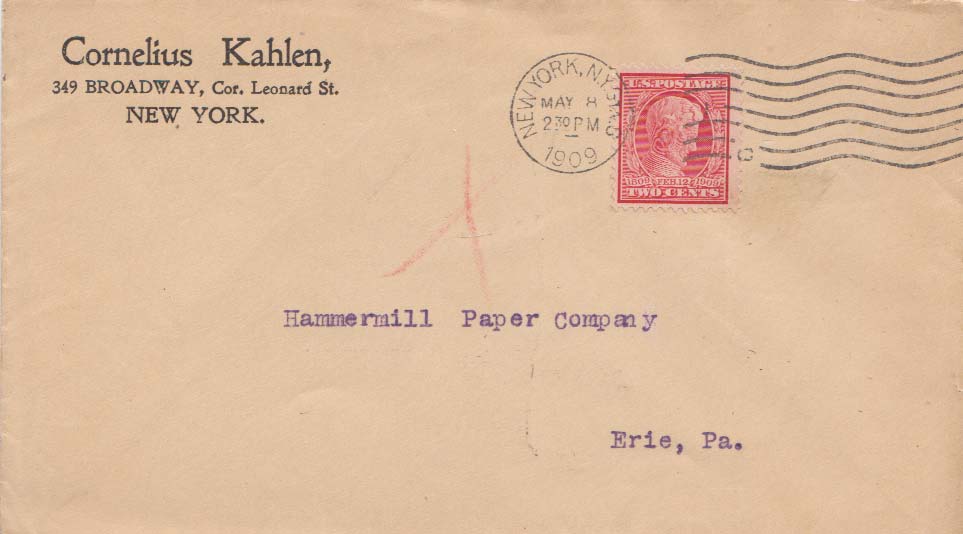 Cornelius Kahlen,
349 BROADWAY, Cor. Leonard St.
NEW YORK.
NEW YORK, N.Y.
MAY 8
2 30 PM
1909
U.S. POSTAGE
1809 FEB. 12 1909
TWO CENTS
Hammermill Paper Company
Erie, Pa.